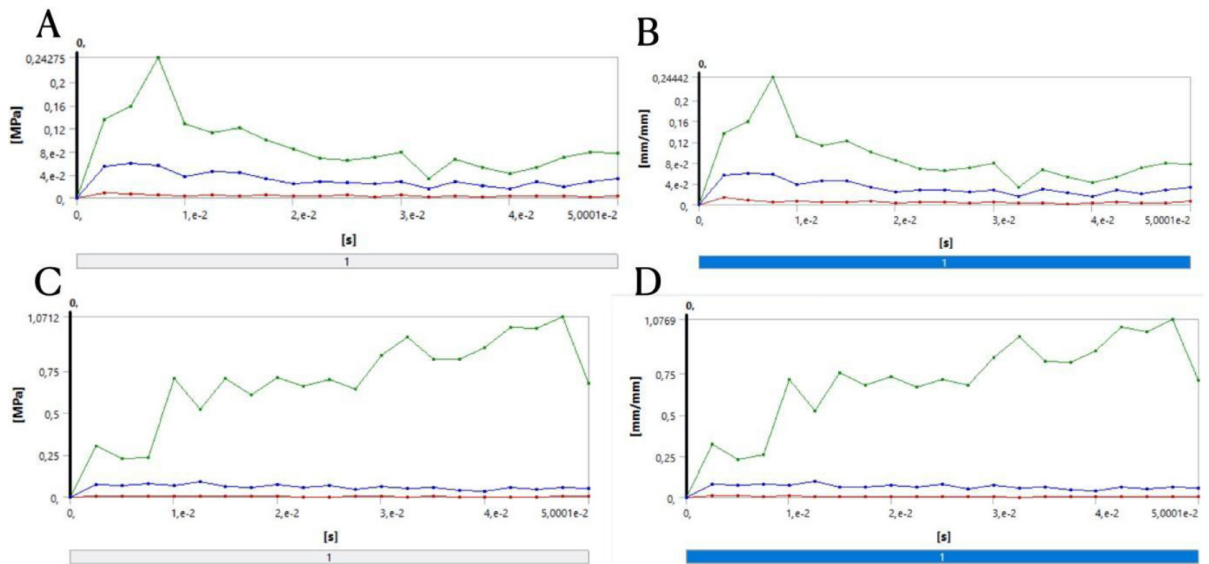 A
0,
0,24275
0,2
0,16
0,12
8,e-2
4,e-2
0,
[MPa]
0, 1,e-2 2,e-2 3,e-2 4,e-2 5,0001e-2
[s]
1
B
0,
0,24442
0,2
0,16
0,12
8,e-2
4,e-2
0,
[mm/mm]
0, 1,e-2 2,e-2 3,e-2 4,e-2 5,0001e-2
[s]
1
C
0,
1,0712
0,75
0,5
0,25
0,
[MPa]
0, 1,e-2 2,e-2 3,e-2 4,e-2 5,0001e-2
[s]
1
D
0,
1,0769
0,75
0,5
0,25
0,
[mm/mm]
0, 1,e-2 2,e-2 3,e-2 4,e-2 5,0001e-2
[s]
1